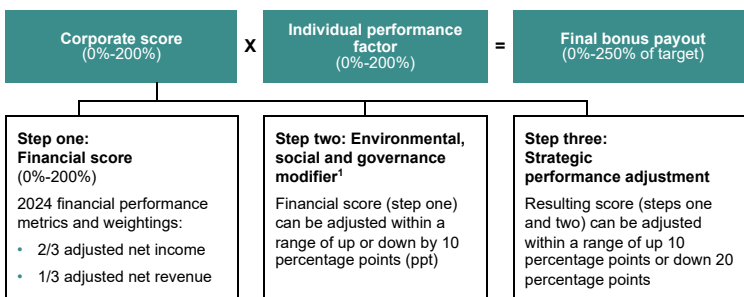 Corporate score
(0%-200%)
X
Individual performance
factor
(0%-200%)
=
Final bonus payout
(0%-250% of target)
Step one:
Financial score
(0%-200%)
2024 financial performance
metrics and weightings:
• 2/3 adjusted net income
• 1/3 adjusted net revenue
Step two: Environmental,
social and governance
modifier¹
Financial score (step one)
can be adjusted within a
range of up or down by 10
percentage points (ppt)
Step three:
Strategic
performance adjustment
Resulting score (steps one
and two) can be adjusted
within a range of up 10
percentage points or down 20
percentage points